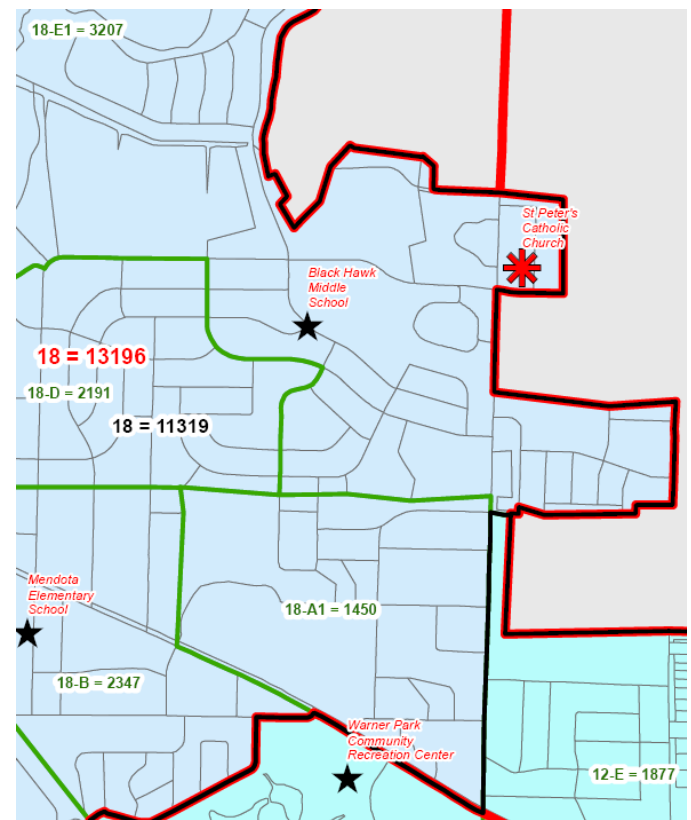 18-E1 = 3207
St Peter's
Catholic
Church
Black Hawk
Middle
School
18 = 13196
18-D = 2191
18 = 11319
Mendota
Elementary
School
18-A1 = 1450
18-B = 2347
Warner Park
Community
Recreation Center
12-E = 1877